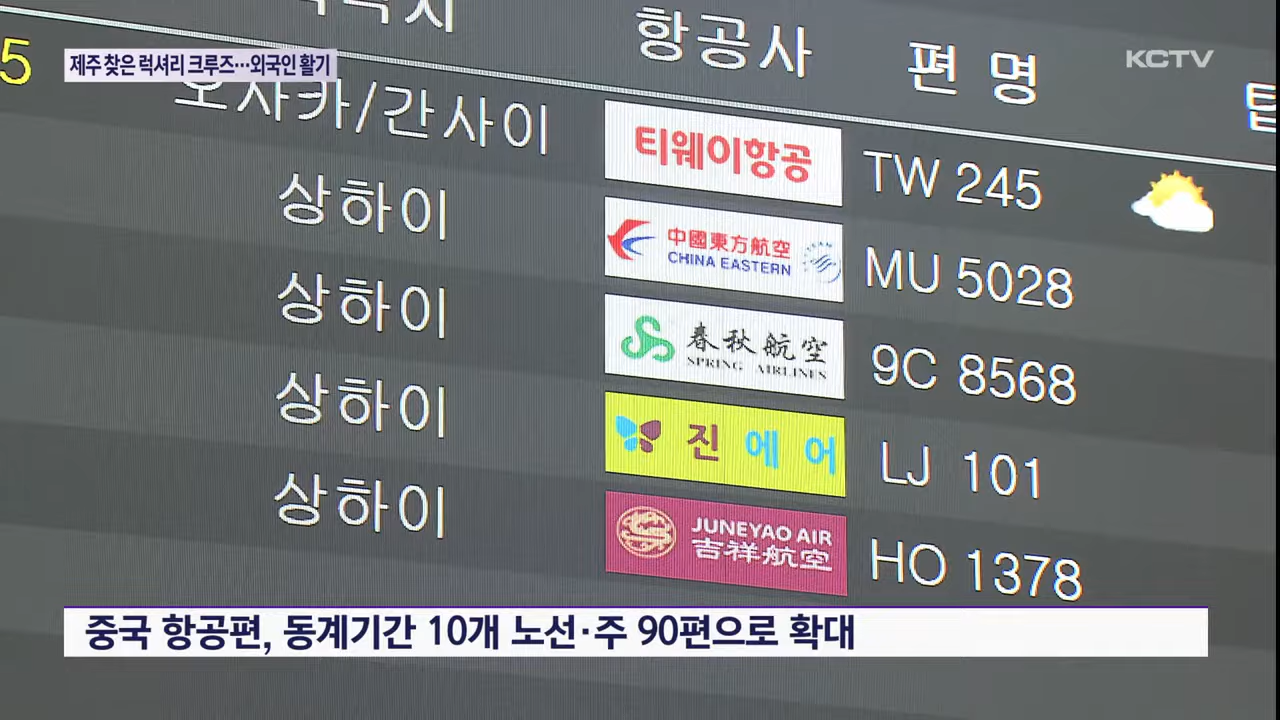 항공사 편명
5
제주 찾은 럭셔리 크루즈…외국인 활기
KCTV
오사카/간사이 티웨이항공 TW 245
상하이 中國東方航空 CHINA EASTERN MU 5028
상하이 春秋航空 SPRING AIRLINES 9C 8568
상하이 진에어 LJ 101
상하이 JUNEYAO AIR 吉祥航空 HO 1378
중국 항공편, 동계기간 10개 노선·주 90편으로 확대